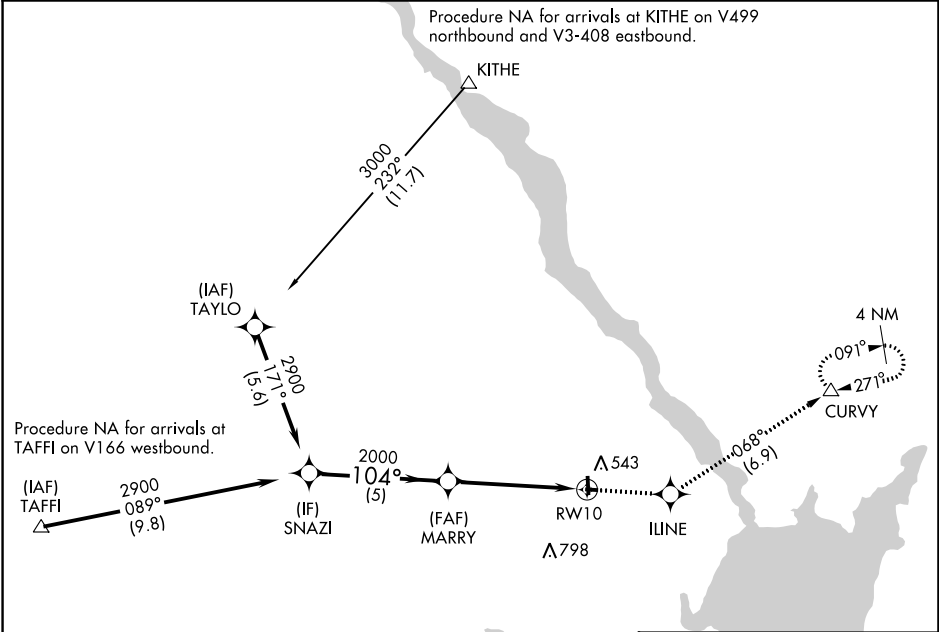 Procedure NA for arrivals at KITHE on V499
northbound and V3-408 eastbound.
KITHE
3000
232°
(11.7)
(IAF)
TAYLO
2900
171°
(5.6)
4 NM
091°
271°
CURVY
068°
(6.9)
Procedure NA for arrivals at
TAFFI on V166 westbound.
(IAF)
TAFFI
2900
089°
(9.8)
(IF)
SNAZI
2000
104°
(5)
(FAF)
MARRY
543
RW10
ILINE
798